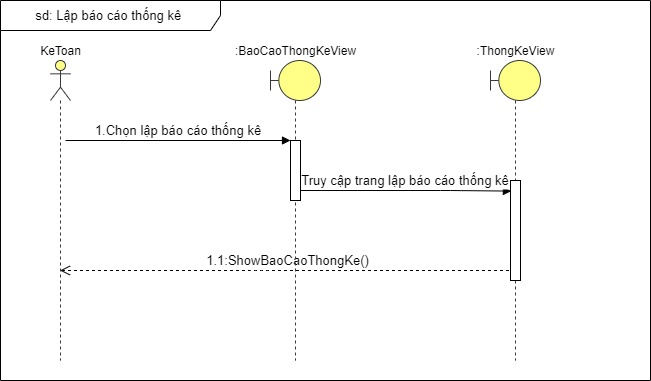 sd: Lập báo cáo thống kê
KeToan
:BaoCaoThongKeView
:ThongKeView
1.Chọn lập báo cáo thống kê
Truy cập trang lập báo cáo thống kê
1.1:ShowBaoCaoThongKe()